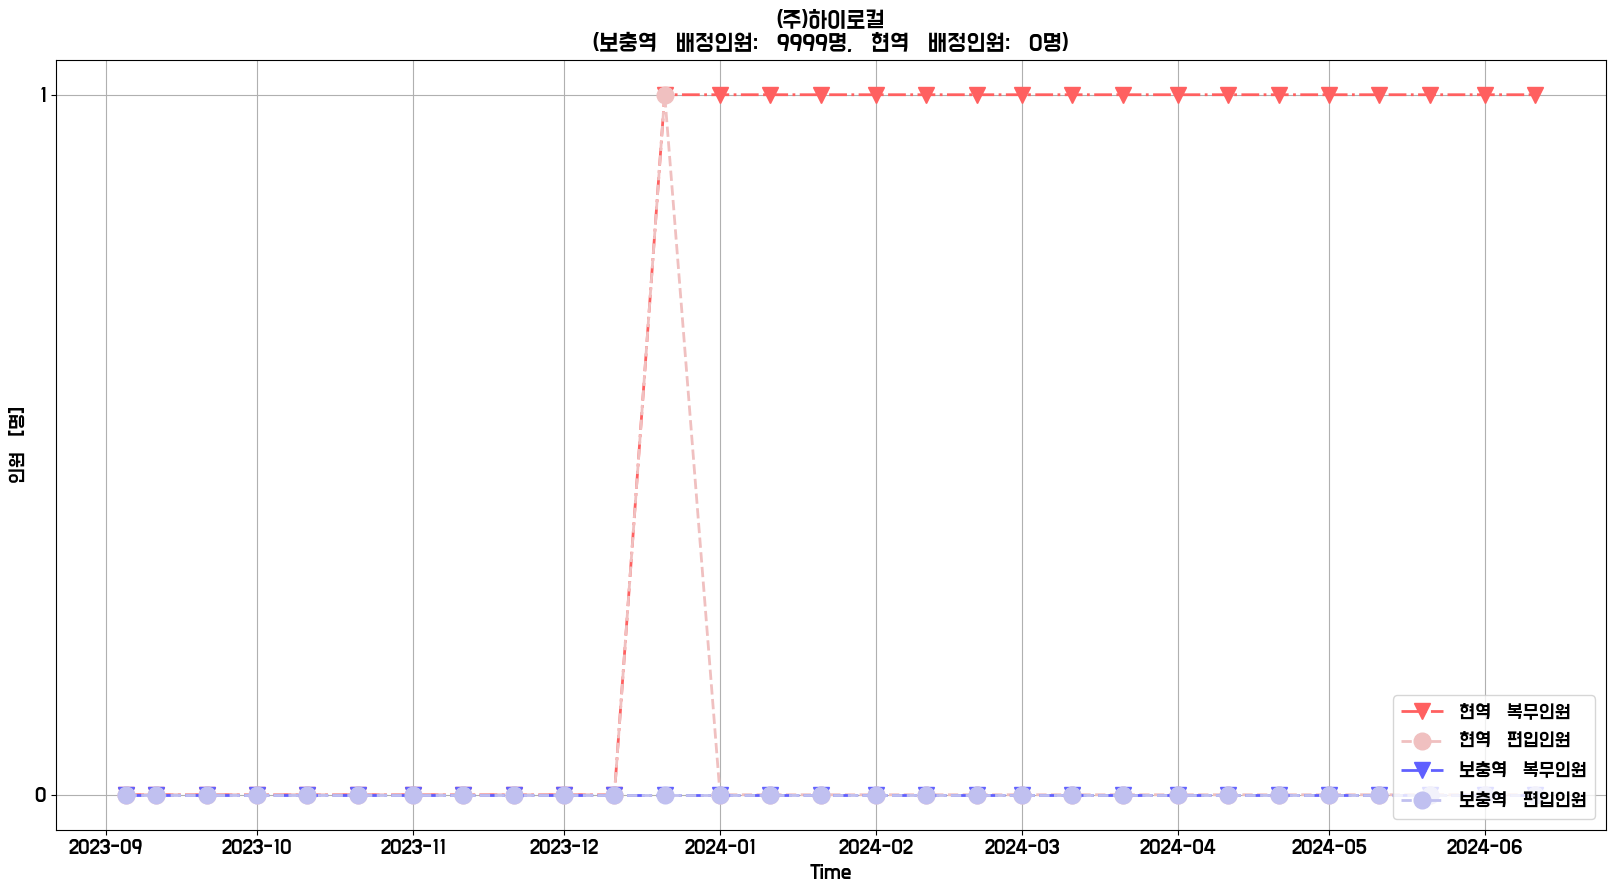 (주)하이로컬
(보충역 배정인원: 9999명, 현역 배정인원: 0명)
1
인원 [명]
0
현역 복무인원
현역 편입인원
보충역 복무인원
보충역 편입인원
2023-09 2023-10 2023-11 2023-12 2024-01 2024-02 2024-03 2024-04 2024-05 2024-06
Time